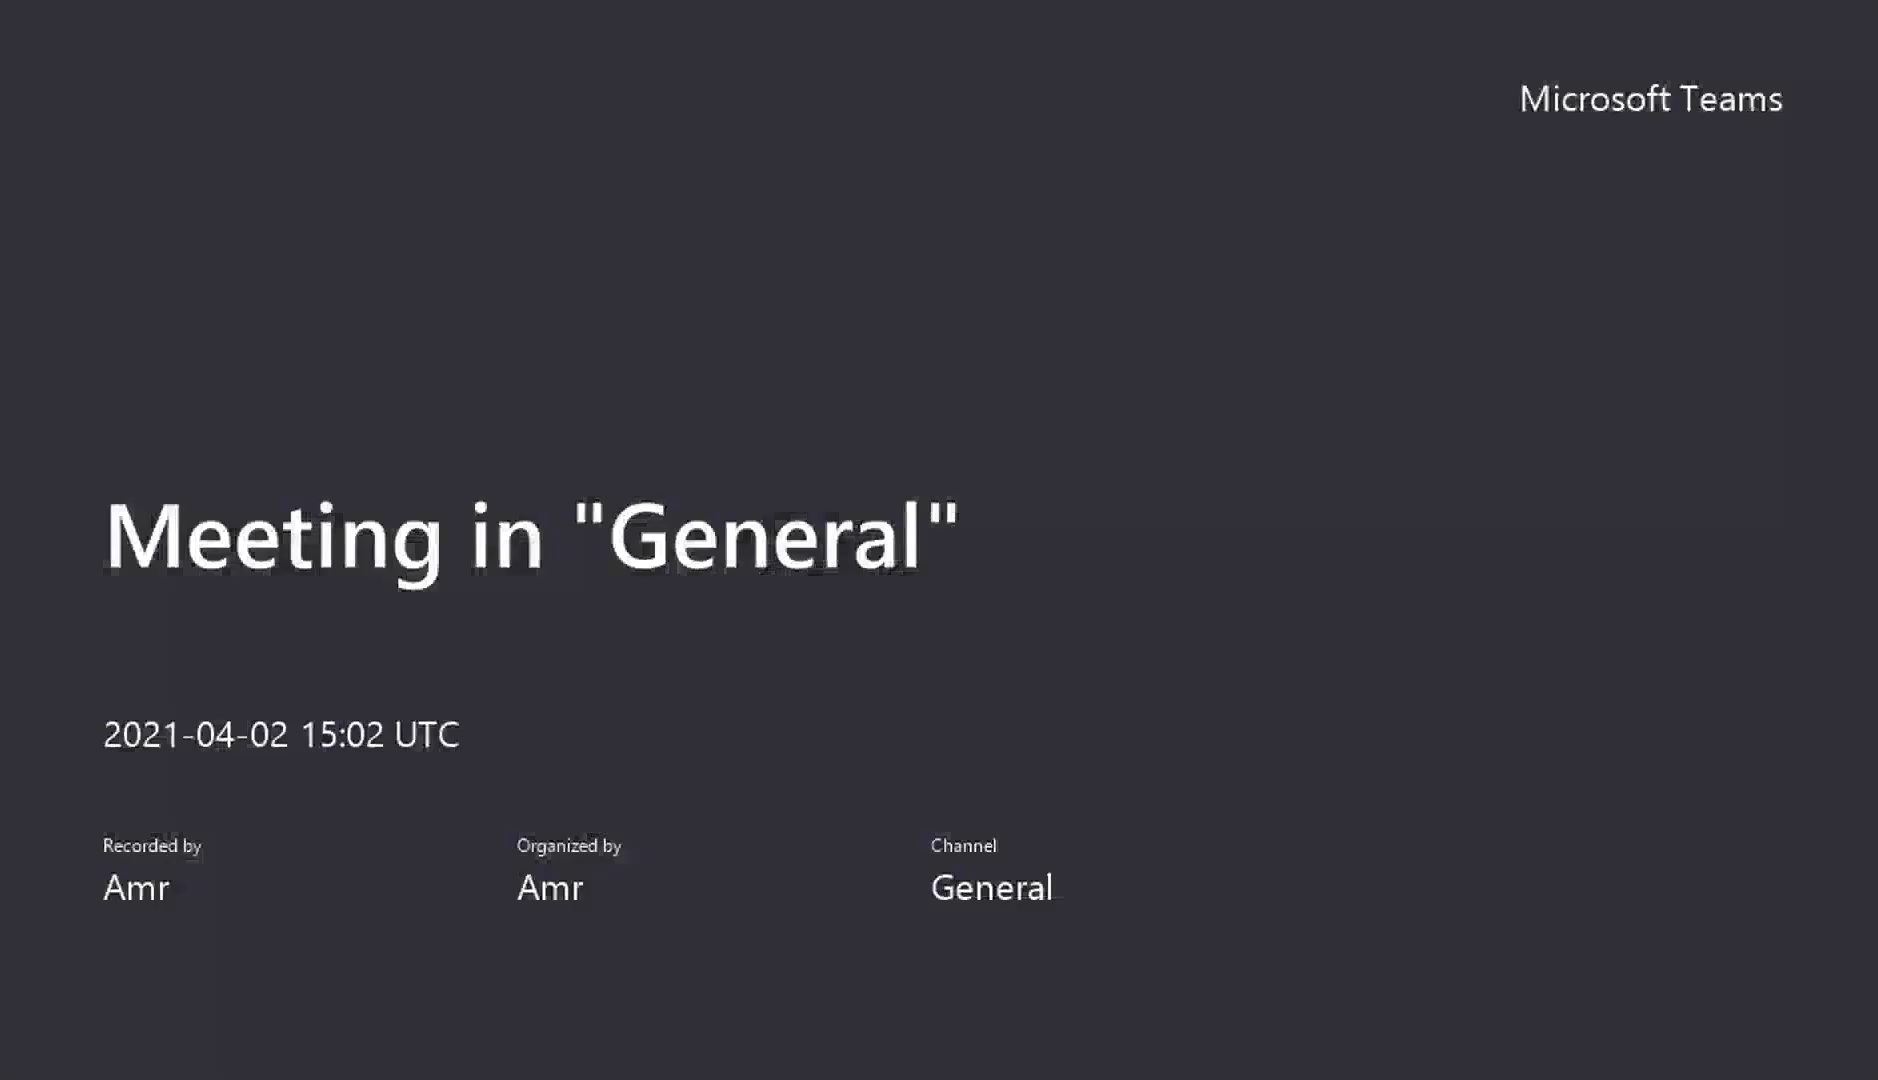 Microsoft Teams
Meeting in "General"
2021-04-02 15:02 UTC
Recorded by
Amr
Organized by
Amr
Channel
General